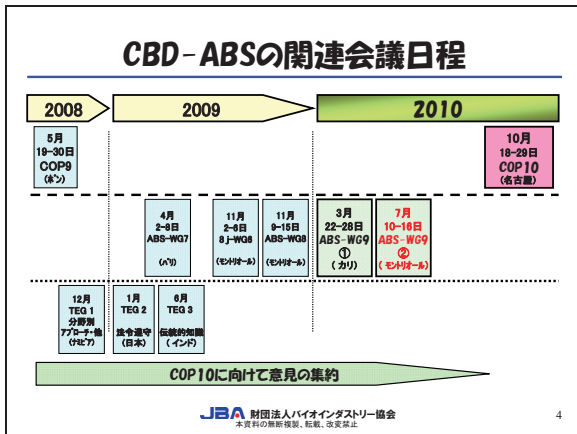 CBD-ABSの関連会議日程
2008
2009
2010
5月
19-30日
COP9
(ボン)
10月
18-29日
COP10
(名古屋)
4月
2-8日
ABS-WG7
(パリ)
11月
2-6日
8j-WG6
(モントリオール)
11月
9-15日
ABS-WG8
(モントリオール)
3月
22-28日
ABS-WG9
①
(カリ)
7月
10-16日
ABS-WG9
②
(モントリオール)
12月
TEG 1
分野別
アプローチ・他
(ナミビア)
1月
TEG 2
法令遵守
(日本)
6月
TEG 3
伝統的知識
(インド)
COP10に向けて意見の集約
JBA 財団法人バイオインダストリー協会
本資料の無断複製、転載、改変禁止
4